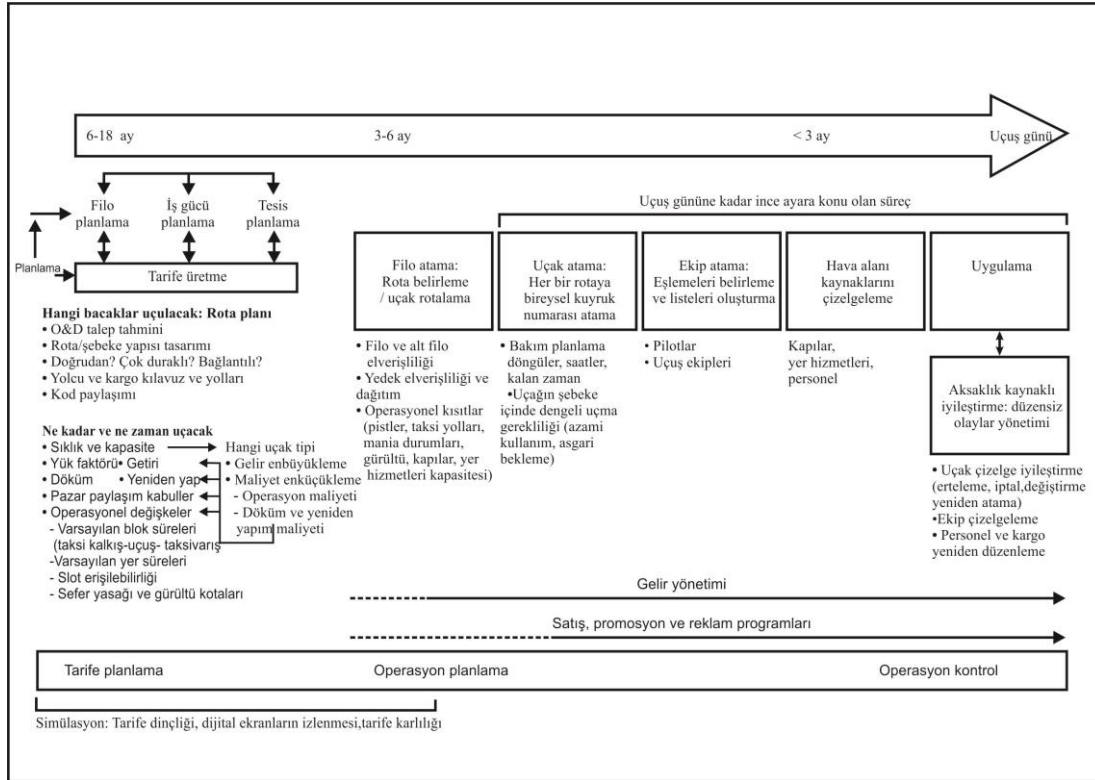 6-18 ay
3-6 ay
< 3 ay
Uçuş günü
Filo
planlama
İş gücü
planlama
Tesis
planlama
Planlama
Tarife üretme
Uçuş gününe kadar ince ayara konu olan süreç
Hangi bacaklar uçulacak: Rota planı
• O&D talep tahmini
• Rota/şebeke yapısı tasarımı
• Doğrudan? Çok duraklı? Bağlantılı?
• Yolcu ve kargo kılavuz ve yolları
• Kod paylaşımı
Ne kadar ve ne zaman uçacak
• Sıklık ve kapasite
• Yük faktörü• Getiri
• Döküm • Yeniden yap
• Pazar paylaşım kabuller
• Operasyonel değişkeler
- Varsayılan blok süreleri
(taksi kalkış-uçuş- taksivarış
-Varsayılan yer süreleri
- Slot erişilebilirliği
- Sefer yasağı ve gürültü kotaları
Hangi uçak tipi
• Gelir enbüyükleme
• Maliyet enküçükleme
- Operasyon maliyeti
- Döküm ve yeniden
yapım maliyeti
Filo atama:
Rota belirleme
/ uçak rotalama
• Filo ve alt filo
elverişliliği
• Yedek elverişliliği ve
dağıtım
• Operasyonel kısıtlar
(pistler, taksi yolları,
mania durumları,
gürültü, kapılar, yer
hizmetleri kapasitesi)
Uçak atama:
Her bir rotaya
bireysel kuyruk
numarası atama
• Bakım planlama
döngüler, saatler,
kalan zaman
•Uçağın şebeke
içinde dengeli uçma
gerekliliği (azami
kullanım, asgari
bekleme)
Ekip atama:
Eşlemeleri belirleme
ve listeleri oluşturma
• Pilotlar
• Uçuş ekipleri
Hava alanı
kaynaklarını
çizelgeleme
Kapılar,
yer hizmetleri,
personel
Uygulama
Aksaklık kaynaklı
iyileştirme: düzensiz
olaylar yönetimi
• Uçak çizelge iyileştirme
(erteleme, iptal,değiştirme
yeniden atama)
•Ekip çizelgeleme
• Personel ve kargo
yeniden düzenleme
Gelir yönetimi
Satış, promosyon ve reklam programları
Tarife planlama
Operasyon planlama
Operasyon kontrol
Simülasyon: Tarife dinçliği, dijital ekranların izlenmesi,tarife karlılığı